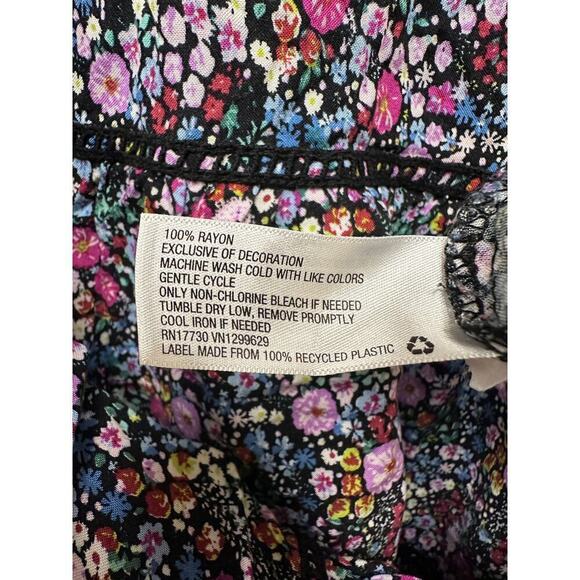 100% RAYON
EXCLUSIVE OF DECORATION
MACHINE WASH COLD WITH LIKE COLORS
GENTLE CYCLE
ONLY NON-CHLORINE BLEACH IF NEEDED
TUMBLE DRY LOW, REMOVE PROMPTLY
COOL IRON IF NEEDED
RN17730 VN1299629
LABEL MADE FROM 100% RECYCLED PLASTIC